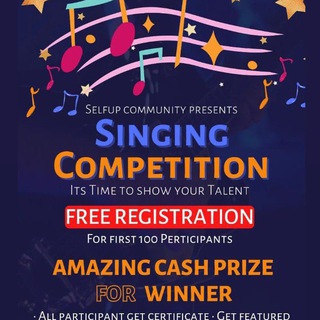 Selfup community presents
Singing
Competition
Its Time to show your Talent
FREE REGISTRATION
For first 100 Perticipants
AMAZING CASH PRIZE
FOR WINNER
· All participant get certificate · Get featured